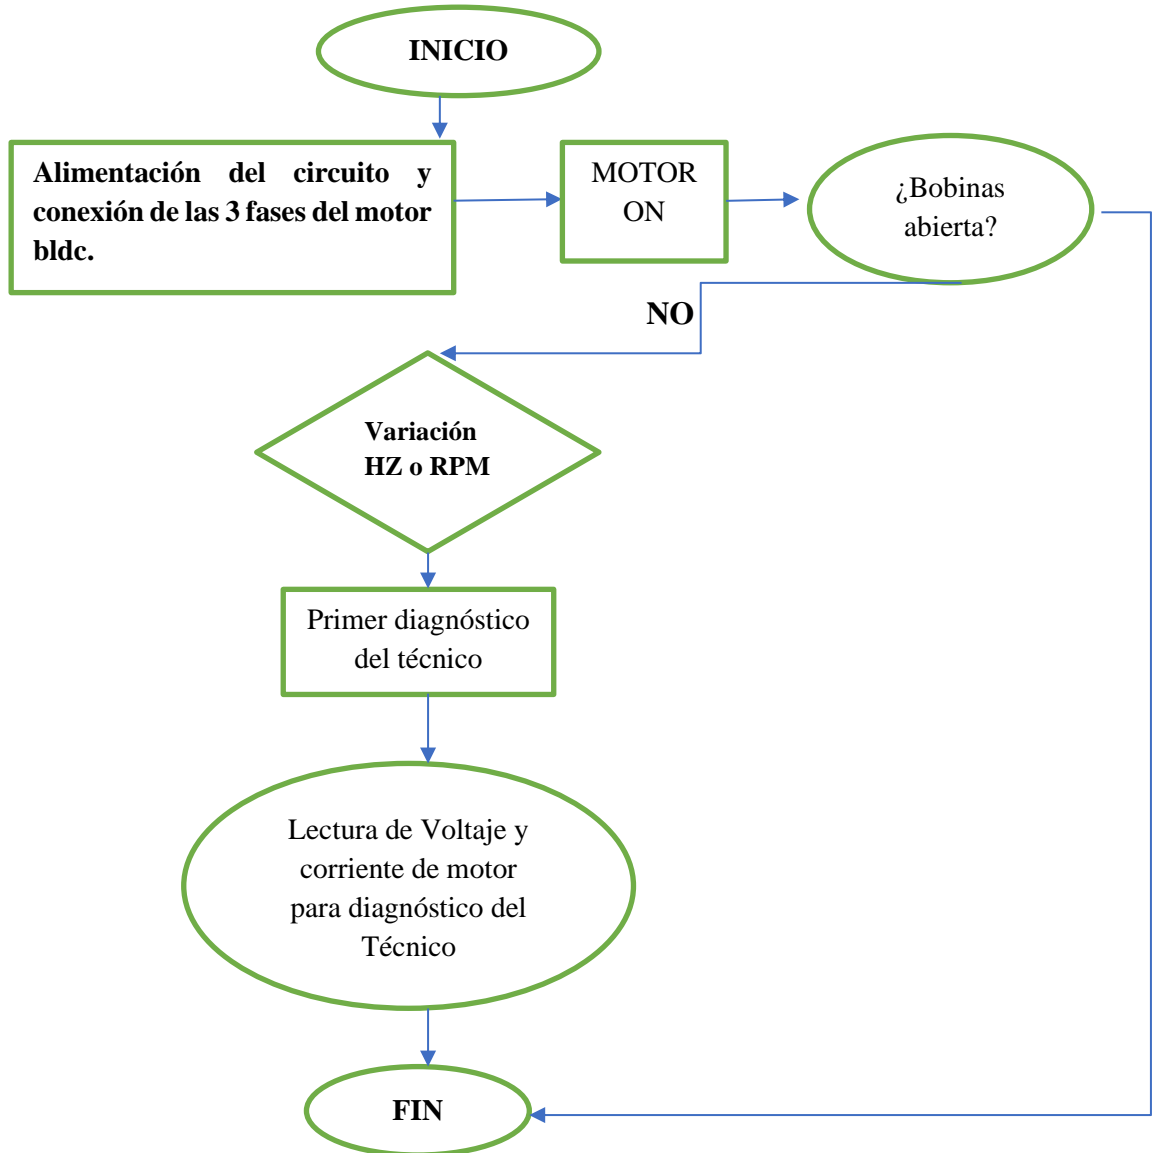 INICIO
Alimentación del circuito y
conexión de las 3 fases del motor
bldc.
MOTOR
ON
¿Bobinas
abierta?
NO
Variación
HZ o RPM
Primer diagnóstico
del técnico
Lectura de Voltaje y
corriente de motor
para diagnóstico del
Técnico
FIN